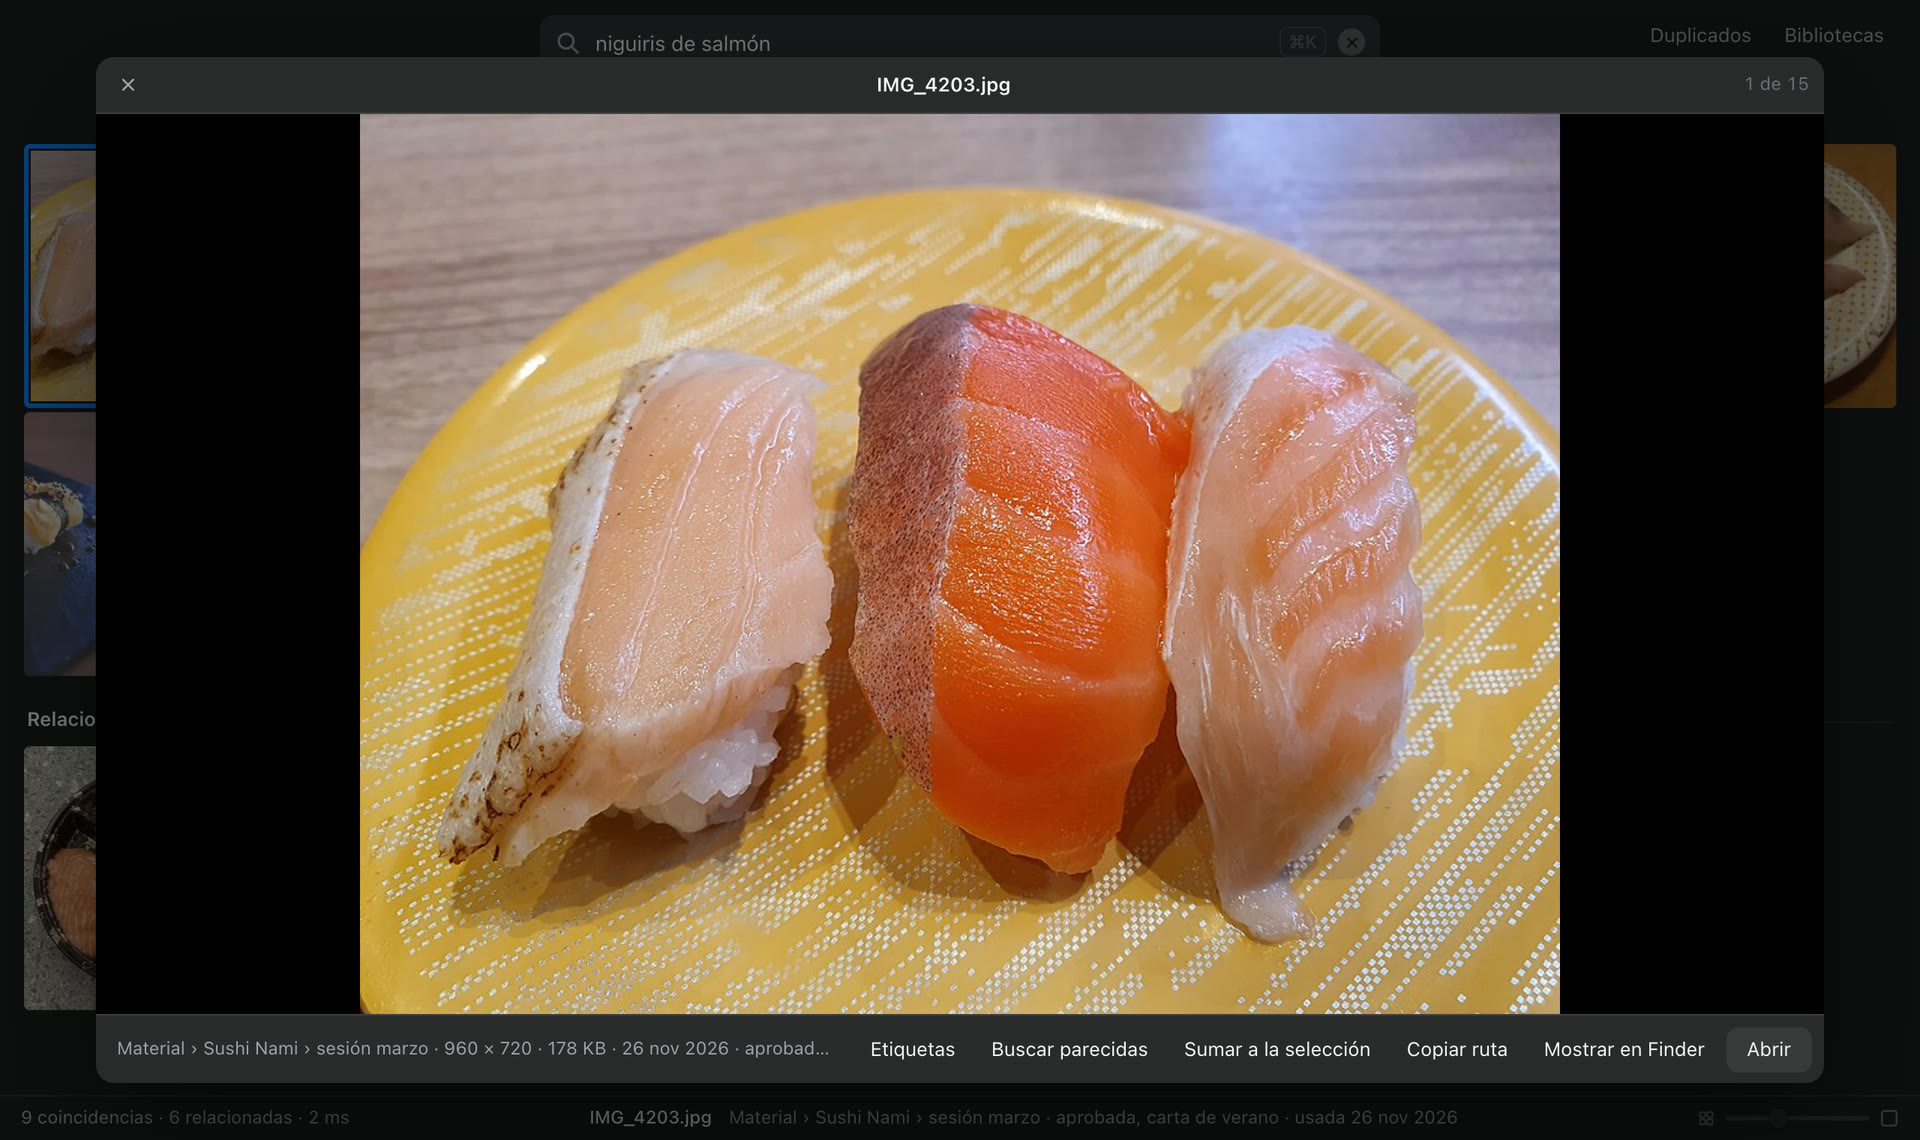 niguiris de salmón
⌘K
Duplicados
Bibliotecas
IMG_4203.jpg
1 de 15
Relacio
Material › Sushi Nami › sesión marzo · 960 × 720 · 178 KB · 26 nov 2026 · aprobad...
Etiquetas
Buscar parecidas
Sumar a la selección
Copiar ruta
Mostrar en Finder
Abrir
9 coincidencias · 6 relacionadas · 2 ms
IMG_4203.jpg Material › Sushi Nami › sesión marzo · aprobada, carta de verano · usada 26 nov 2026